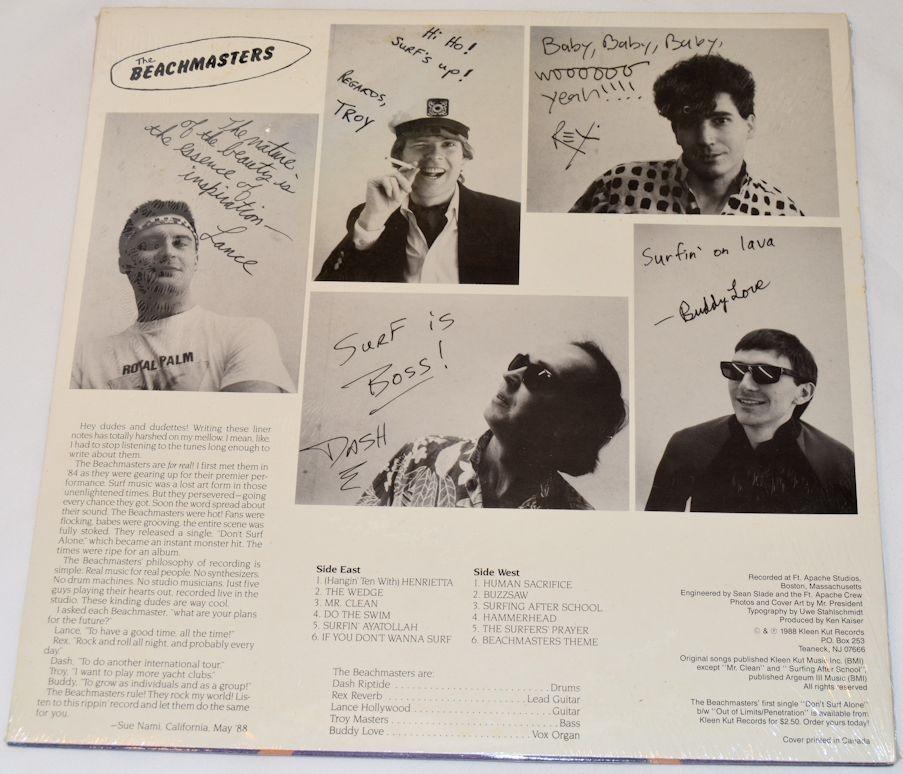 The
BEACHMASTERS
The nature
of the beauty is
the essence of
inspiration—
Lance
ROYAL PALM
Hi Ho!
SURF'S up!
REGARDS,
TROY
Baby, Baby, Baby,
WOOOOOO
yeah!!!!
REX
Surfin' on lava
— Buddy Love
SURF is
BOSS!
DASH
Hey dudes and dudettes! Writing these liner
notes has totally harshed on my mellow. I mean, like,
I had to stop listening to the tunes long enough to
write about them.
The Beachmasters are for real! I first met them in
'84 as they were gearing up for their premier per-
formance. Surf music was a lost art form in those
unenlightened times. But they persevered—going
every chance they got. Soon the word spread about
their sound. The Beachmasters were hot! Fans were
flocking, babes were grooving, the entire scene was
fully stoked. They released a single, "Don't Surf
Alone," which became an instant monster hit. The
times were ripe for an album.
The Beachmasters' philosophy of recording is
simple: Real music for real people. No synthesizers.
No drum machines. No studio musicians. Just five
guys playing their hearts out, recorded live in the
studio. These kinding dudes are way cool.
I asked each Beachmaster, "what are your plans
for the future?"
Lance, "To have a good time, all the time!"
Rex, "Rock and roll all night, and probably every
day."
Dash, "To do another international tour."
Troy, "I want to play more yacht clubs."
Buddy, "To grow as individuals and as a group!"
The Beachmasters rule! They rock my world! Lis-
ten to this rippin' record and let them do the same
for you.
—Sue Nami, California, May '88
Side East
1. (Hangin' Ten With) HENRIETTA
2. THE WEDGE
3. MR. CLEAN
4. DO THE SWIM
5. SURFIN' AYATOLLAH
6. IF YOU DON'T WANNA SURF
Side West
1. HUMAN SACRIFICE
2. BUZZSAW
3. SURFING AFTER SCHOOL
4. HAMMERHEAD
5. THE SURFERS' PRAYER
6. BEACHMASTERS THEME
The Beachmasters are:
Dash Riptide . . . . . . . . . . . . . . . . . . . . . . Drums
Rex Reverb . . . . . . . . . . . . . . . . . . . Lead Guitar
Lance Hollywood . . . . . . . . . . . . . . . . . . . Guitar
Troy Masters . . . . . . . . . . . . . . . . . . . . . . . Bass
Buddy Love . . . . . . . . . . . . . . . . . . . Vox Organ
Recorded at Ft. Apache Studios,
Boston, Massachusetts
Engineered by Sean Slade and the Ft. Apache Crew
Photos and Cover Art by Mr. President
Typography by Uwe Stahlschmidt
Produced by Ken Kaiser
© & ℗ 1988 Kleen Kut Records
PO. Box 253
Teaneck, NJ 07666
Original songs published Kleen Kut Music Inc. (BMI)
except "Mr. Clean" and "Surfing After School",
published Argeum III Music (BMI)
All rights reserved
The Beachmasters' first single "Don't Surf Alone"
b/w "Out of Limits/Penetration" is available from
Kleen Kut Records for $2.50. Order yours today!
Cover printed in Canada